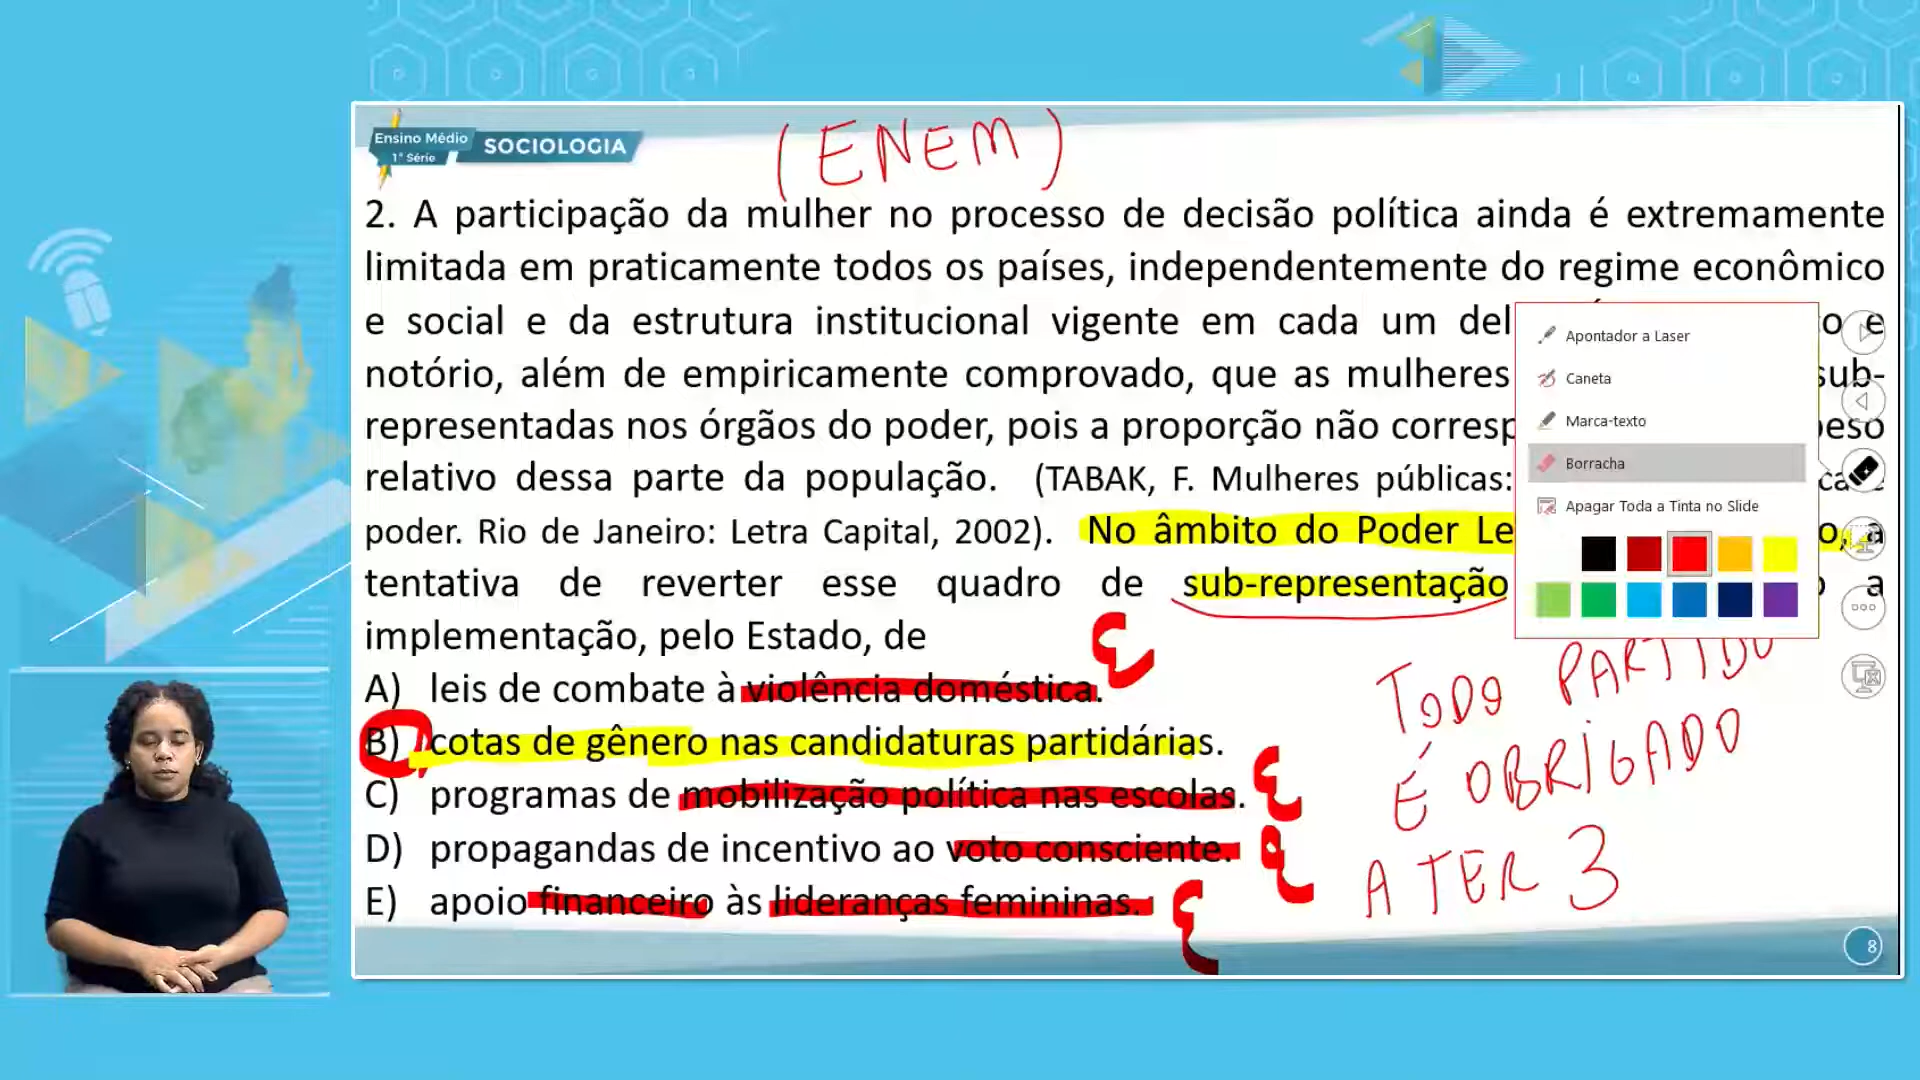 Ensino Médio
1ª Série
SOCIOLOGIA
(ENEM)
2. A participação da mulher no processo de decisão política ainda é extremamente
limitada em praticamente todos os países, independentemente do regime econômico
e social e da estrutura institucional vigente em cada um del o e
notório, além de empiricamente comprovado, que as mulheres sub-
representadas nos órgãos do poder, pois a proporção não corresp peso
relativo dessa parte da população. (TABAK, F. Mulheres públicas:
poder. Rio de Janeiro: Letra Capital, 2002). No âmbito do Poder Le o, a
tentativa de reverter esse quadro de sub-representação a
implementação, pelo Estado, de
A) leis de combate à violência doméstica.
B) cotas de gênero nas candidaturas partidárias.
C) programas de mobilização política nas escolas.
D) propagandas de incentivo ao voto consciente.
E) apoio financeiro às lideranças femininas.
Apontador a Laser
Caneta
Marca-texto
Borracha
Apagar Toda a Tinta no Slide
TODO PARTIDO
É OBRIGADO
A TER 3
8